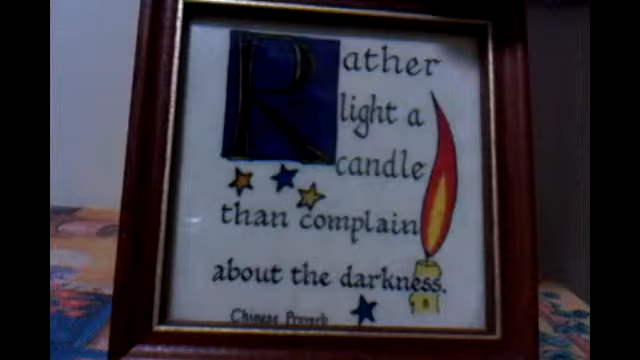 Rather
light a
candle
than complain
about the darkness.
Chinese Proverb